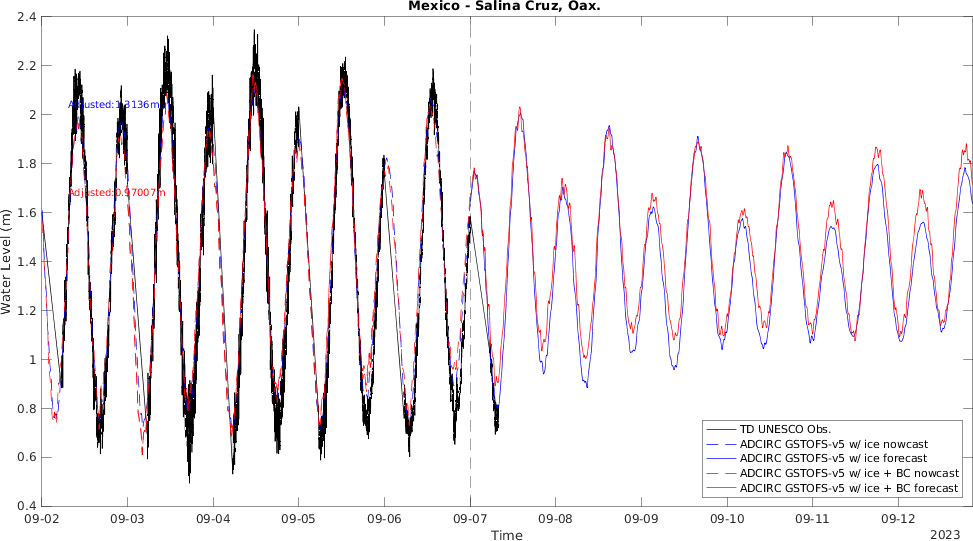 Mexico - Salina Cruz, Oax.
2.4
2.2
2
1.8
1.6
1.4
1.2
1
0.8
0.6
0.4
Water Level (m)
Adjusted:1.3136m
Adjusted:0.97007m
TD UNESCO Obs.
ADCIRC GSTOFS-v5 w/ ice nowcast
ADCIRC GSTOFS-v5 w/ ice forecast
ADCIRC GSTOFS-v5 w/ ice + BC nowcast
ADCIRC GSTOFS-v5 w/ ice + BC forecast
09-02 09-03 09-04 09-05 09-06 09-07 09-08 09-09 09-10 09-11 09-12
Time
2023